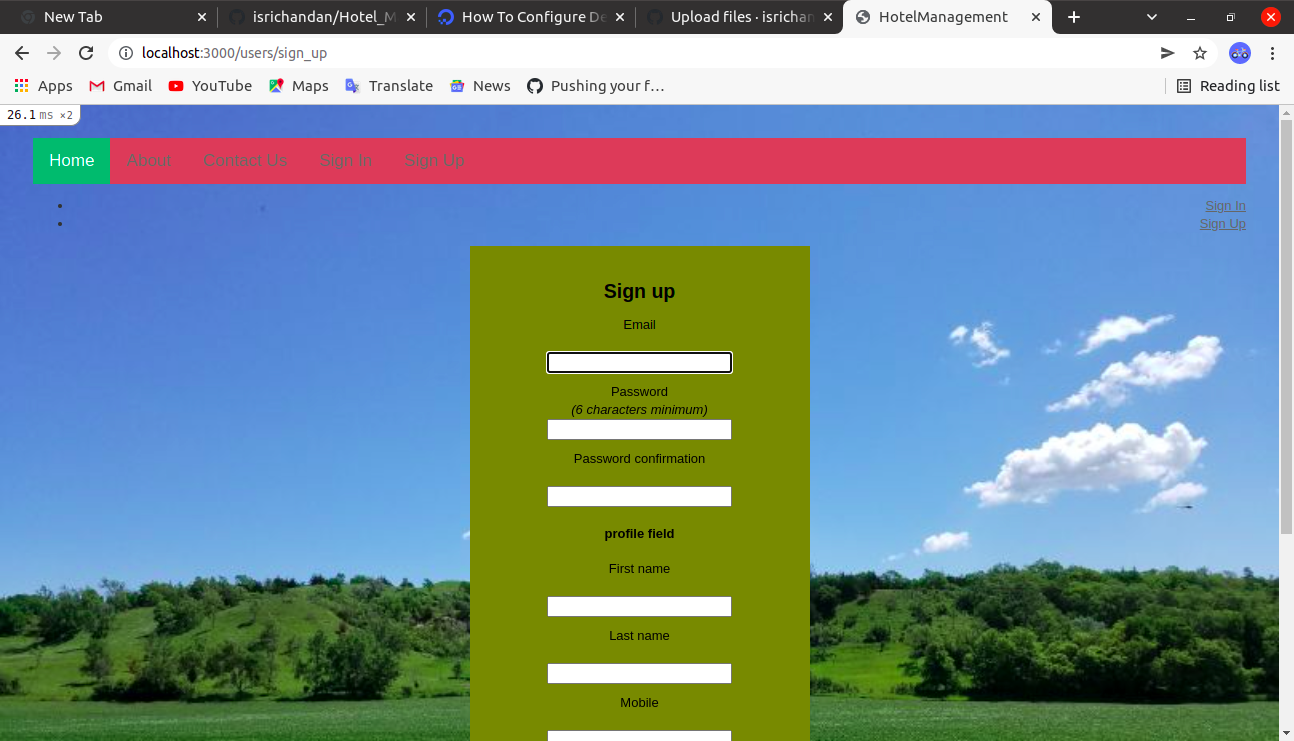 New Tab
isrichandan/Hotel_M
How To Configure De
Upload files · isrichan
HotelManagement
localhost:3000/users/sign_up
Apps
Gmail
YouTube
Maps
Translate
News
Pushing your f…
Reading list
26.1 ms ×2
Home About Contact Us Sign In Sign Up
Sign In
Sign Up
Sign up
Email
Password
(6 characters minimum)
Password confirmation
profile field
First name
Last name
Mobile